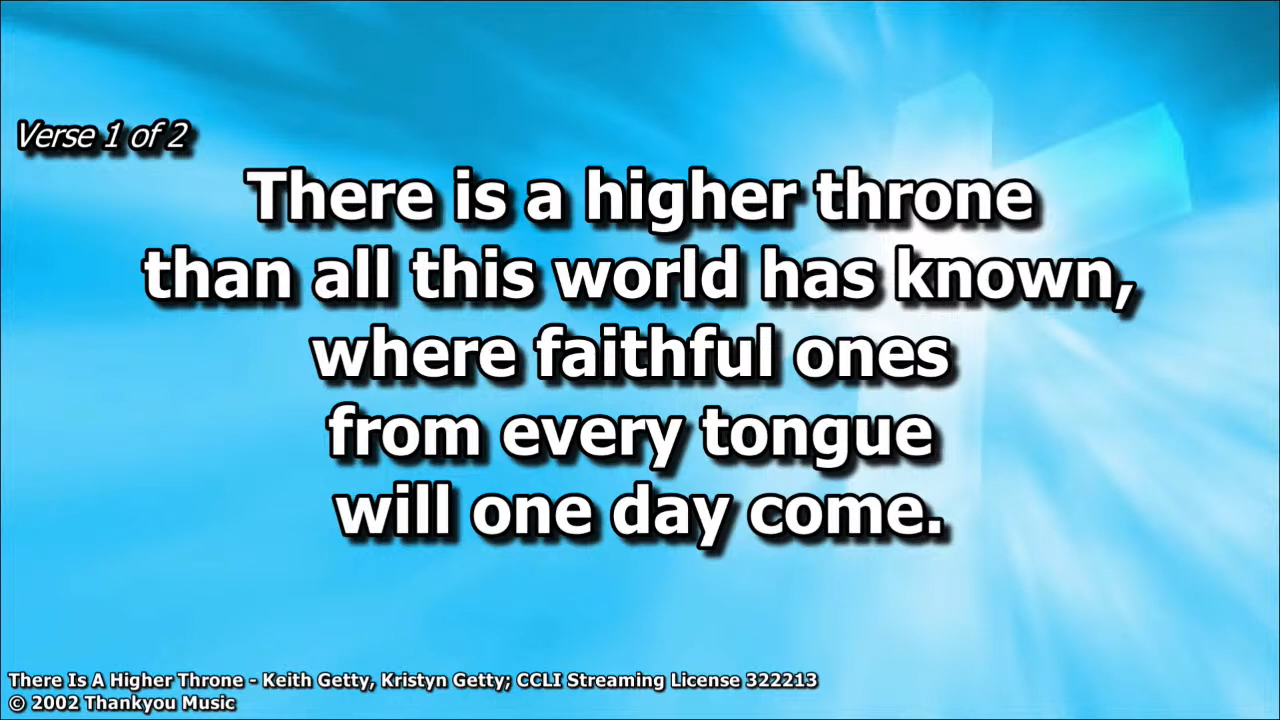 Verse 1 of 2
There is a higher throne
than all this world has known,
where faithful ones
from every tongue
will one day come.
There Is A Higher Throne - Keith Getty, Kristyn Getty; CCLI Streaming License 322213
© 2002 Thankyou Music